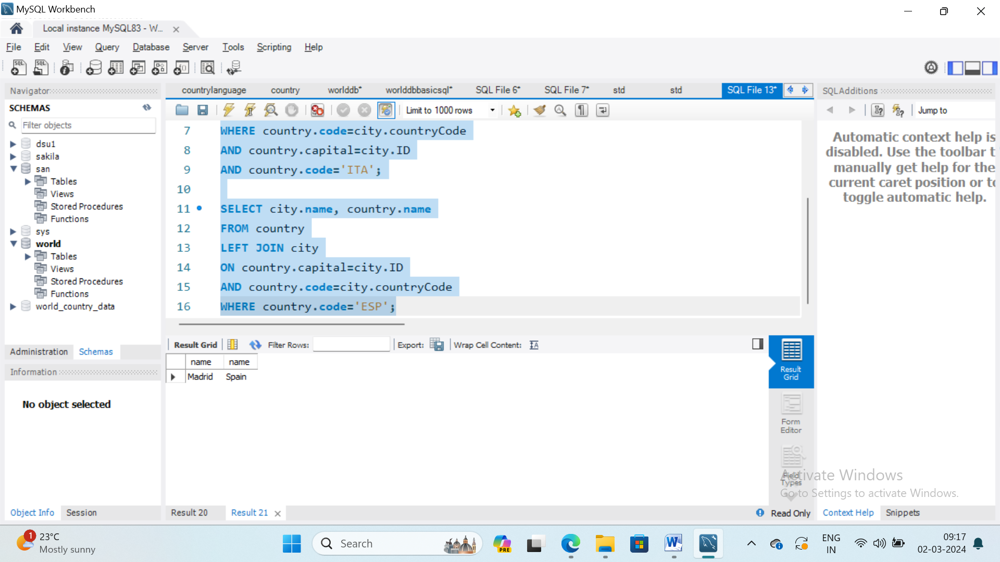 MySQL Workbench
Local instance MySQL83 - W...
File Edit View Query Database Server Tools Scripting Help
Navigator
SCHEMAS
Filter objects
dsu1
sakila
san
Tables
Views
Stored Procedures
Functions
sys
world
Tables
Views
Stored Procedures
Functions
world_country_data
Administration Schemas
Information
No object selected
Object Info Session
countrylanguage country worlddb* worlddbbasicsql* SQL File 6* SQL File 7* std std SQL File 13*
Limit to 1000 rows
7 WHERE country.code=city.countryCode
8 AND country.capital=city.ID
9 AND country.code='ITA';
10
11 SELECT city.name, country.name
12 FROM country
13 LEFT JOIN city
14 ON country.capital=city.ID
15 AND country.code=city.countryCode
16 WHERE country.code='ESP';
Result Grid Filter Rows: Export: Wrap Cell Content:
name name
Madrid Spain
Result Grid
Form Editor
Field Types
Result 20 Result 21
Read Only
SQLAdditions
Jump to
Automatic context help is
disabled. Use the toolbar t
manually get help for the
current caret position or to
toggle automatic help.
Activate Windows
Go to Settings to activate Windows.
Context Help Snippets
1
23°C
Mostly sunny
Search
PRE
ENG
IN
09:17
02-03-2024